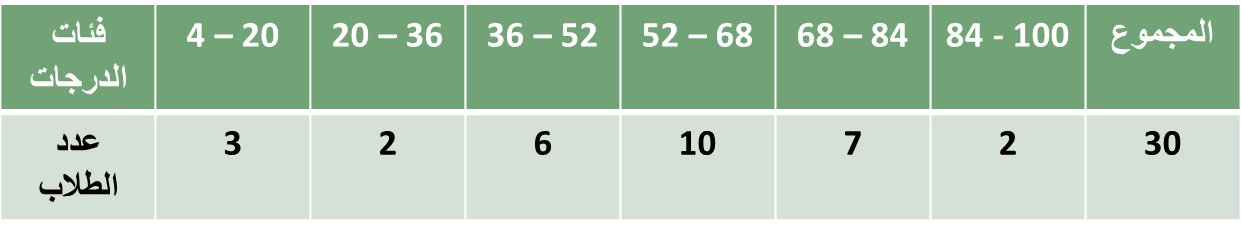 فئات الدرجات	4 – 20	20 – 36	36 – 52	52 – 68	68 – 84	84 - 100	المجموع
عدد الطلاب	3	2	6	10	7	2	30